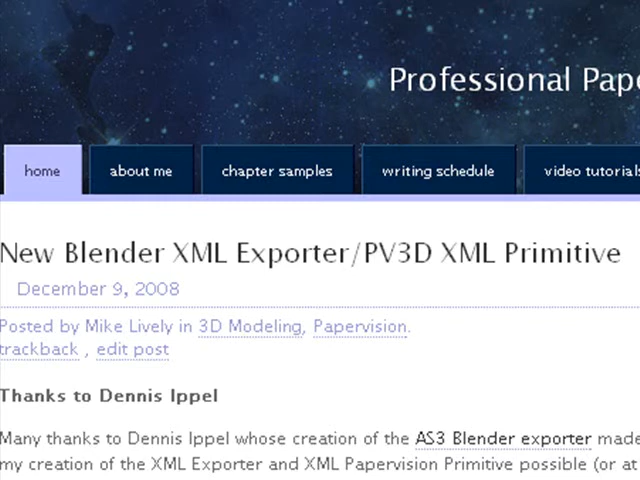 Professional Pape
home about me chapter samples writing schedule video tutorials
New Blender XML Exporter/PV3D XML Primitive
December 9, 2008
Posted by Mike Lively in 3D Modeling, Papervision.
trackback , edit post
Thanks to Dennis Ippel
Many thanks to Dennis Ippel whose creation of the AS3 Blender exporter made
my creation of the XML Exporter and XML Papervision Primitive possible (or at